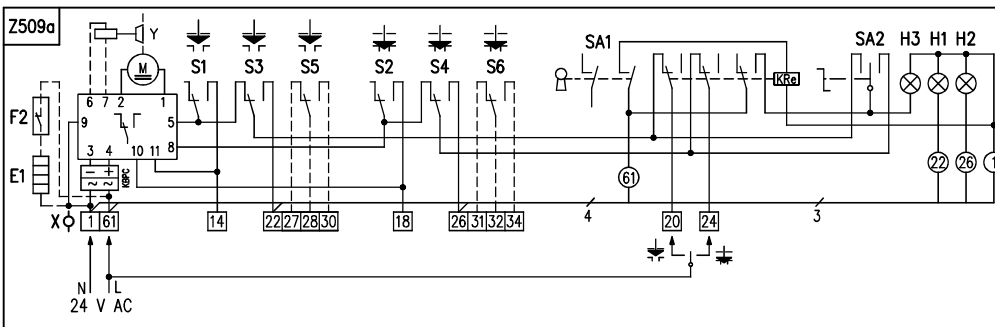 Z509a
Y
M
6 7 2 1
9 5
8
3 4 10 11
F2
E1
− +
~ ~
KBPC
S1 S3 S5 S2 S4 S6
SA1
KRe
SA2 H3 H1 H2
61
22 26 1
X
1 61 14 22 27 28 30 18 26 31 32 34 4 20 24 3
N L
24 V AC